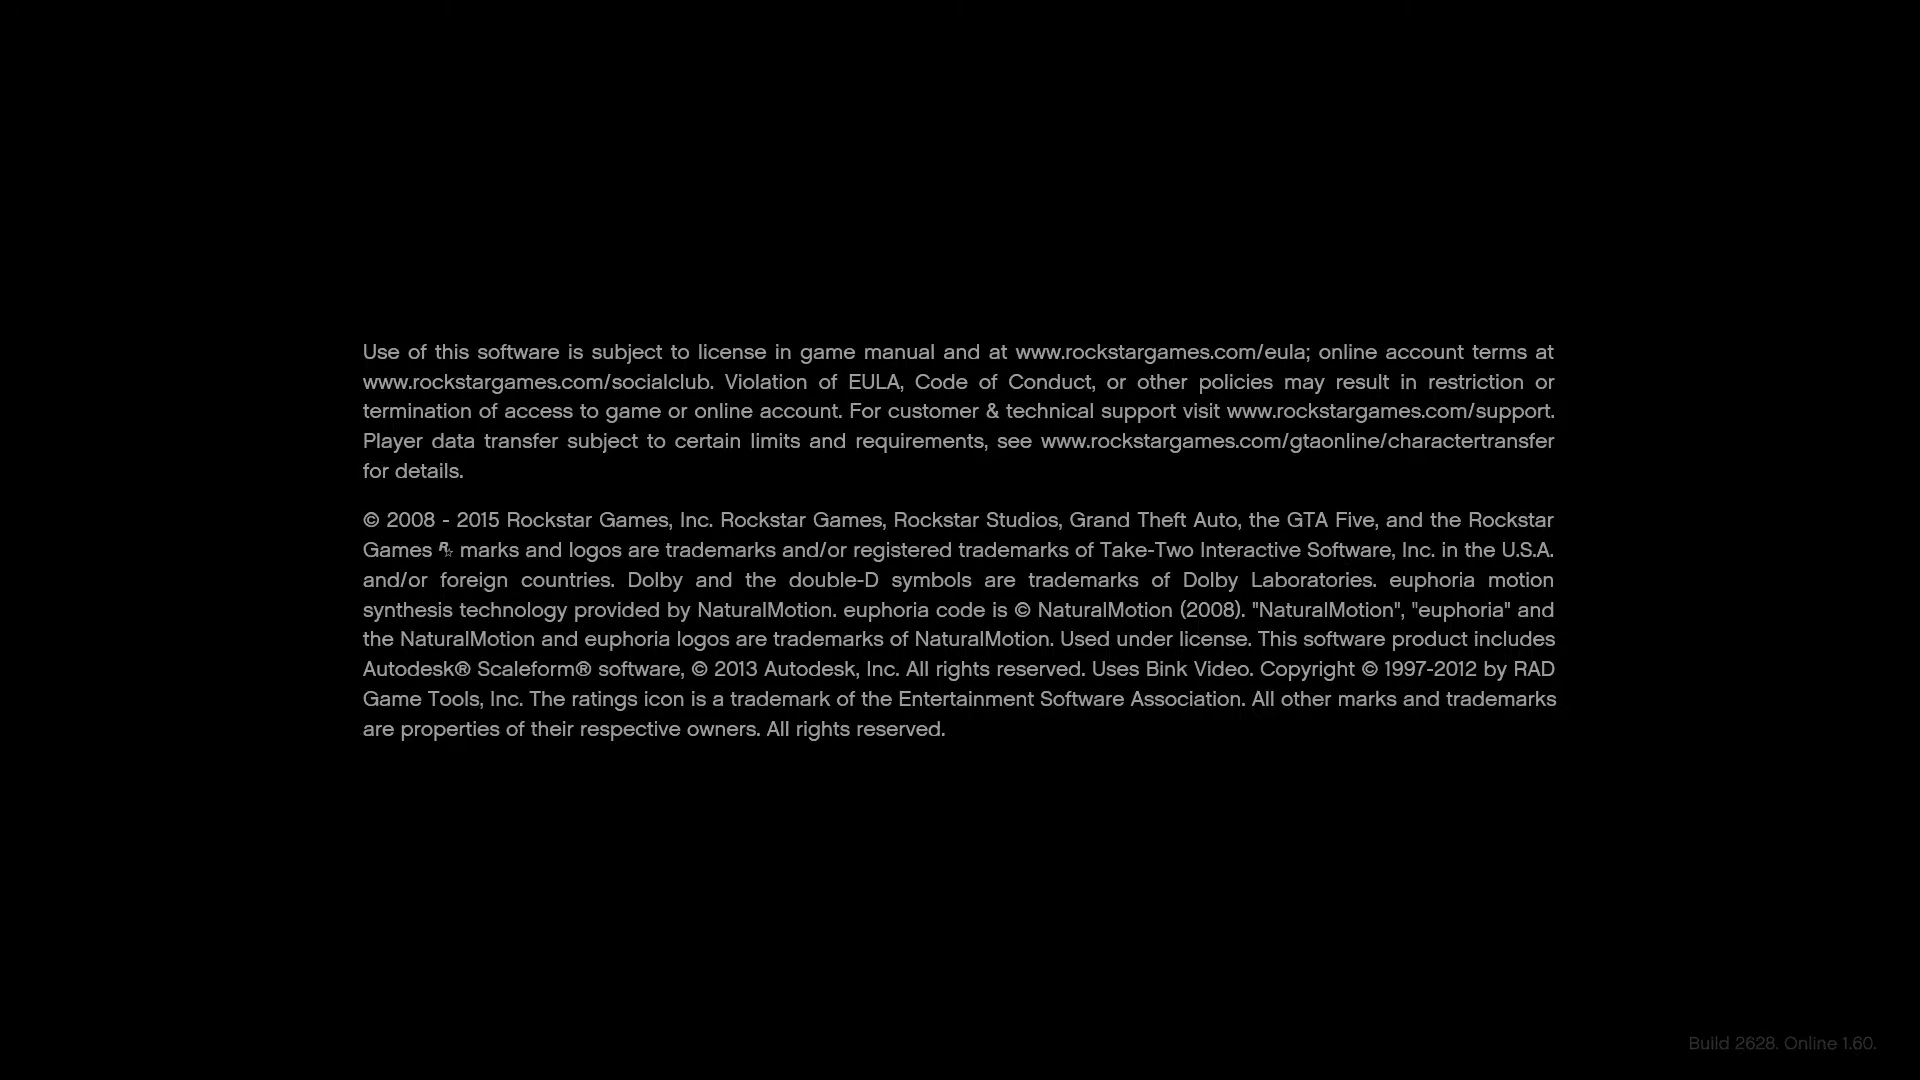 Use of this software is subject to license in game manual and at www.rockstargames.com/eula; online account terms at
www.rockstargames.com/socialclub. Violation of EULA, Code of Conduct, or other policies may result in restriction or
termination of access to game or online account. For customer & technical support visit www.rockstargames.com/support.
Player data transfer subject to certain limits and requirements, see www.rockstargames.com/gtaonline/charactertransfer
for details.
© 2008 - 2015 Rockstar Games, Inc. Rockstar Games, Rockstar Studios, Grand Theft Auto, the GTA Five, and the Rockstar
Games R* marks and logos are trademarks and/or registered trademarks of Take-Two Interactive Software, Inc. in the U.S.A.
and/or foreign countries. Dolby and the double-D symbols are trademarks of Dolby Laboratories. euphoria motion
synthesis technology provided by NaturalMotion. euphoria code is © NaturalMotion (2008). "NaturalMotion", "euphoria" and
the NaturalMotion and euphoria logos are trademarks of NaturalMotion. Used under license. This software product includes
Autodesk® Scaleform® software, © 2013 Autodesk, Inc. All rights reserved. Uses Bink Video. Copyright © 1997-2012 by RAD
Game Tools, Inc. The ratings icon is a trademark of the Entertainment Software Association. All other marks and trademarks
are properties of their respective owners. All rights reserved.
Build 2628. Online 1.60.